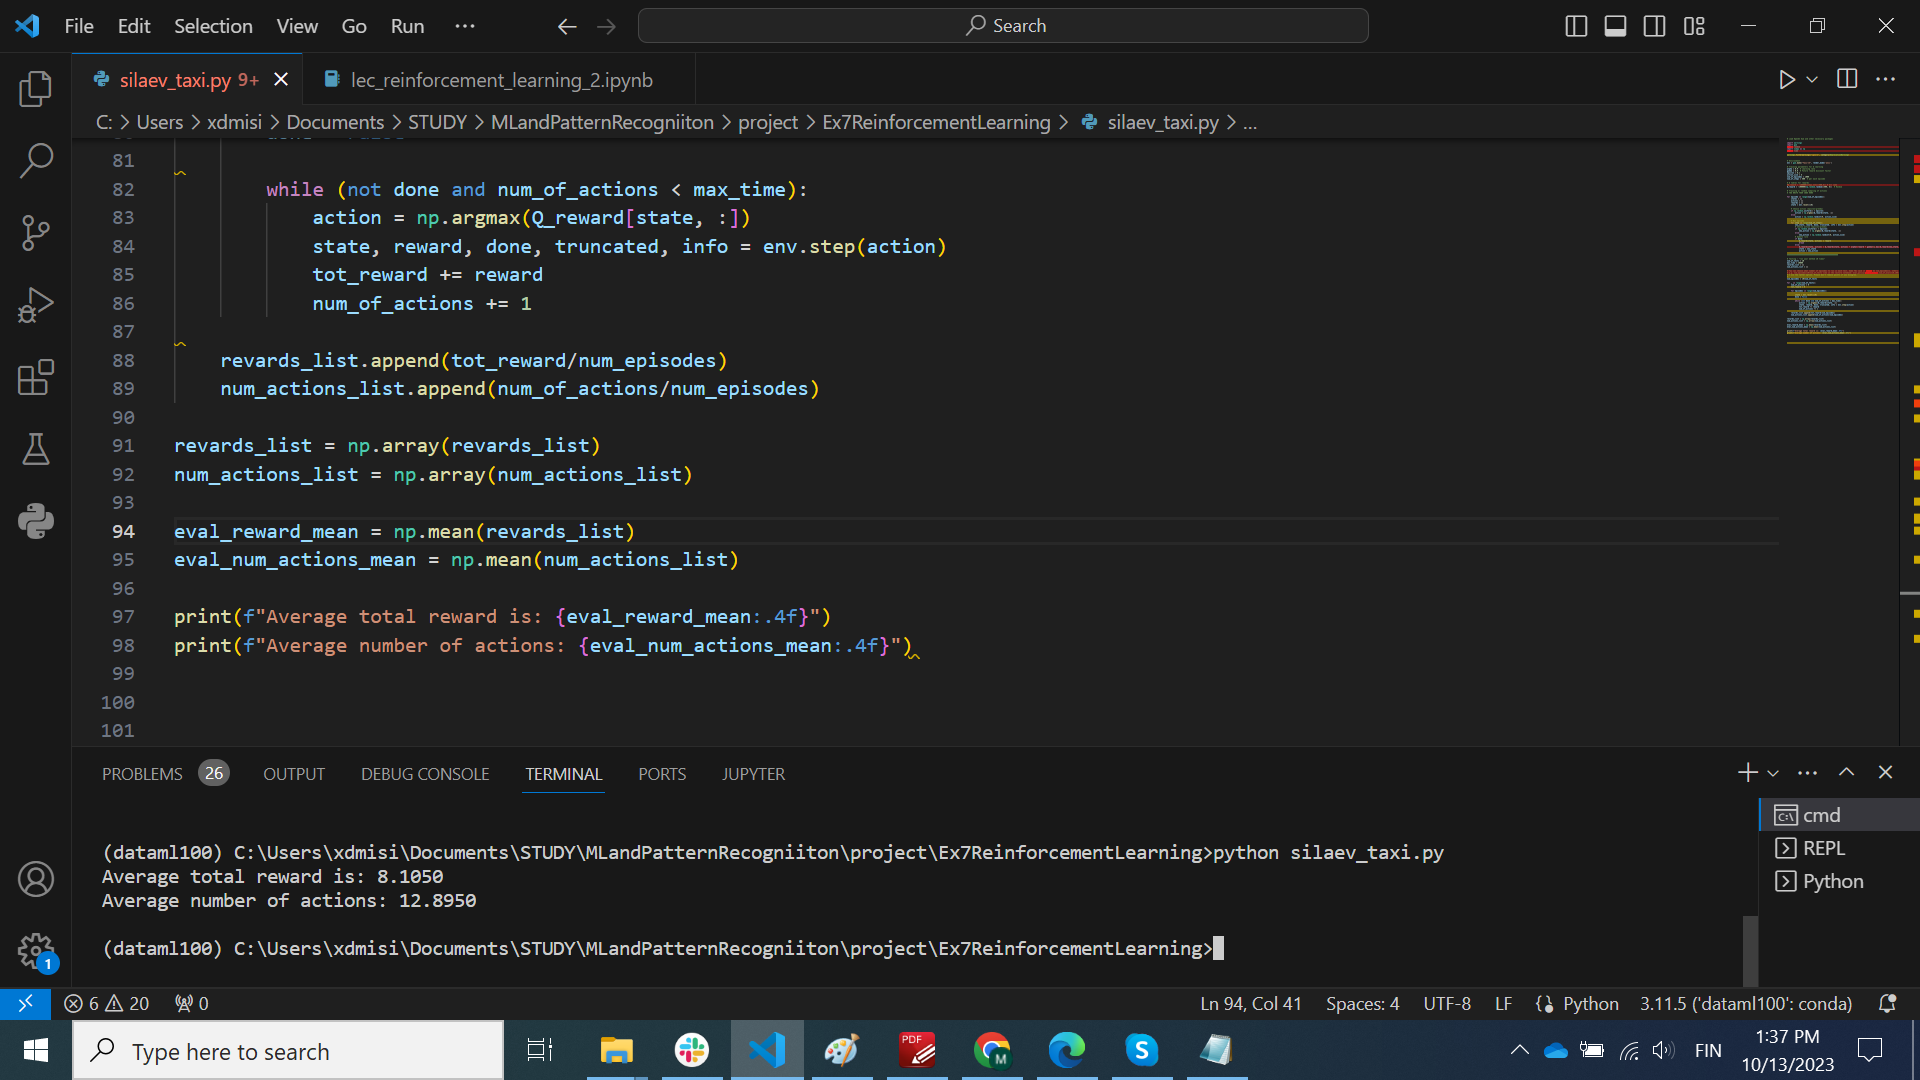 File Edit Selection View Go Run ··· Search
silaev_taxi.py 9+ lec_reinforcement_learning_2.ipynb
C: > Users > xdmisi > Documents > STUDY > MLandPatternRecogniiton > project > Ex7ReinforcementLearning > silaev_taxi.py > ...
81
82 while (not done and num_of_actions < max_time):
83 action = np.argmax(Q_reward[state, :])
84 state, reward, done, truncated, info = env.step(action)
85 tot_reward += reward
86 num_of_actions += 1
87
88 revards_list.append(tot_reward/num_episodes)
89 num_actions_list.append(num_of_actions/num_episodes)
90
91 revards_list = np.array(revards_list)
92 num_actions_list = np.array(num_actions_list)
93
94 eval_reward_mean = np.mean(revards_list)
95 eval_num_actions_mean = np.mean(num_actions_list)
96
97 print(f"Average total reward is: {eval_reward_mean:.4f}")
98 print(f"Average number of actions: {eval_num_actions_mean:.4f}")
99
100
101
PROBLEMS 26 OUTPUT DEBUG CONSOLE TERMINAL PORTS JUPYTER
cmd
REPL
Python
(dataml100) C:\Users\xdmisi\Documents\STUDY\MLandPatternRecogniiton\project\Ex7ReinforcementLearning>python silaev_taxi.py
Average total reward is: 8.1050
Average number of actions: 12.8950
(dataml100) C:\Users\xdmisi\Documents\STUDY\MLandPatternRecogniiton\project\Ex7ReinforcementLearning>
1
6 20 0 Ln 94, Col 41 Spaces: 4 UTF-8 LF Python 3.11.5 ('dataml100': conda)
Type here to search PDF M S FIN 1:37 PM
10/13/2023